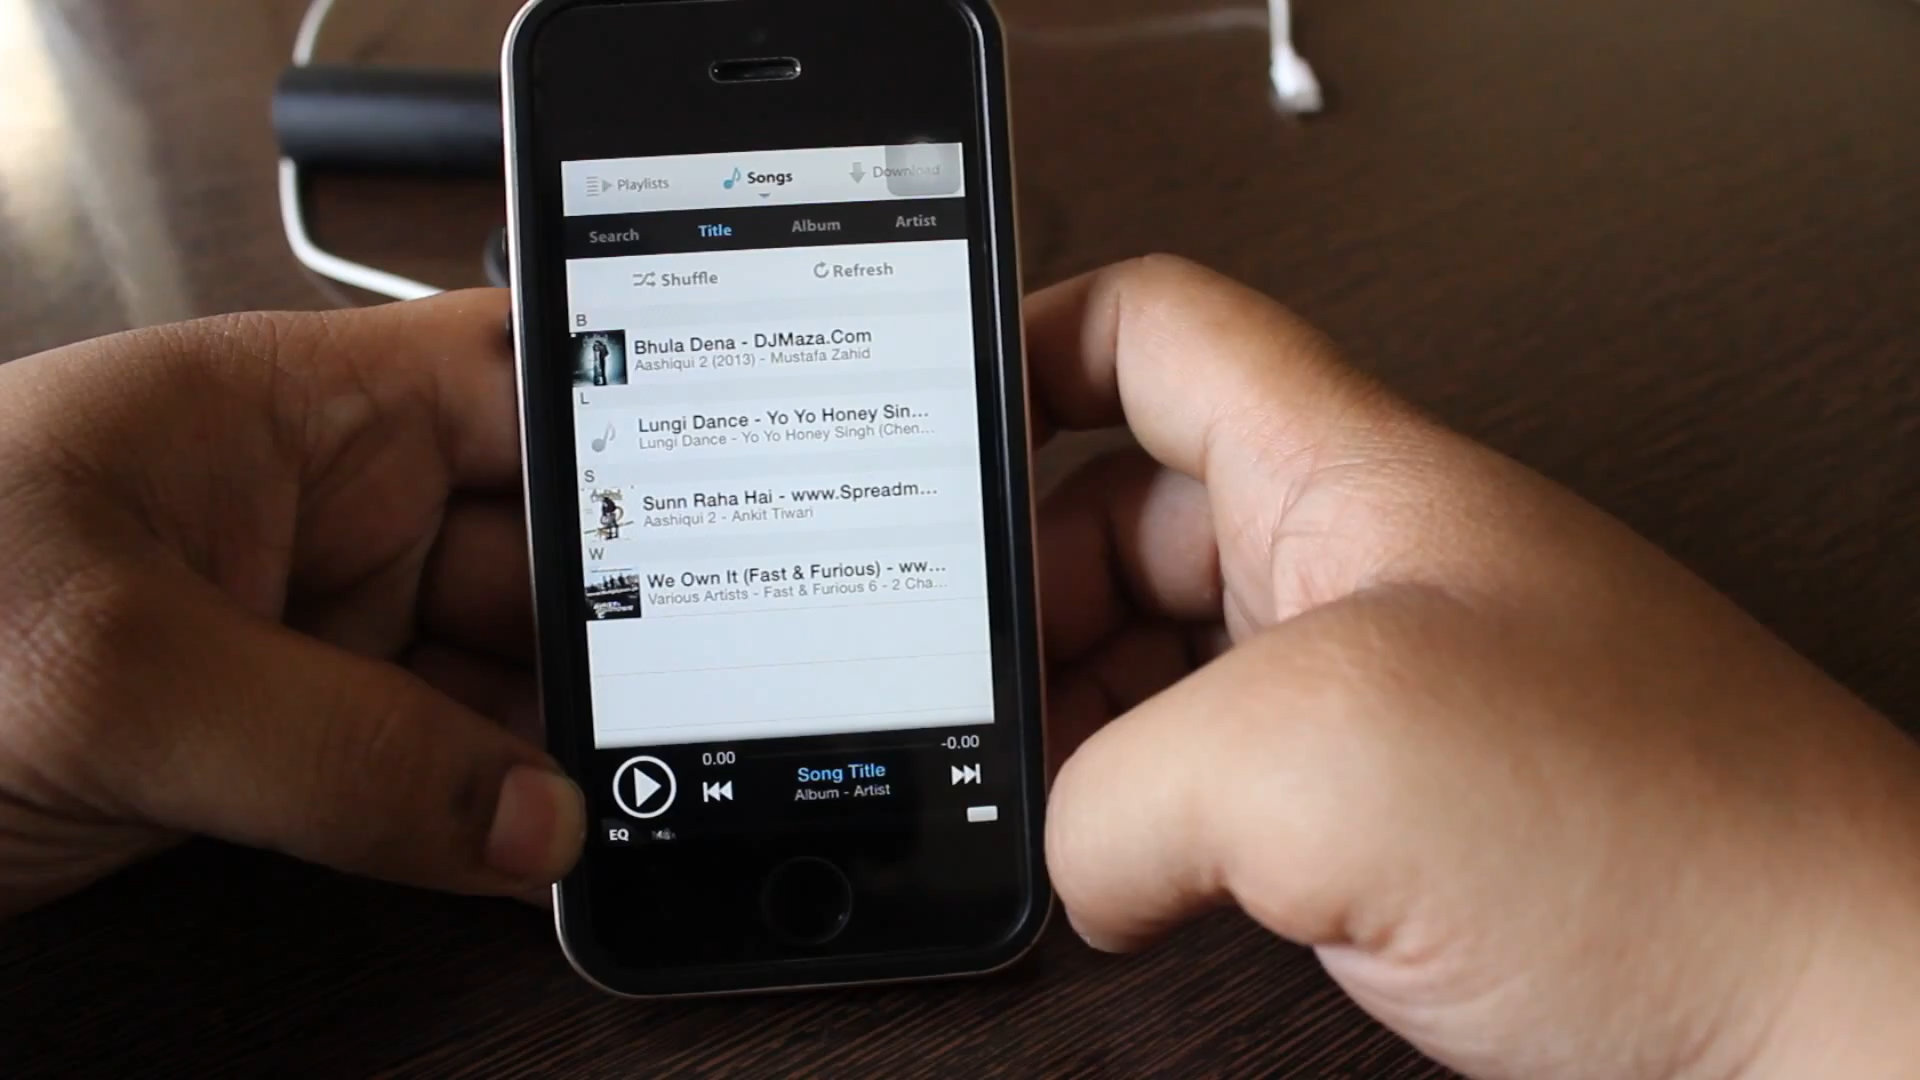 Playlists
Songs
Download
Search
Title
Album
Artist
Shuffle
Refresh
B
Bhula Dena - DJMaza.Com
Aashiqui 2 (2013) - Mustafa Zahid
L
Lungi Dance - Yo Yo Honey Sin...
Lungi Dance - Yo Yo Honey Singh (Chen...
S
Sunn Raha Hai - www.Spreadm...
Aashiqui 2 - Ankit Tiwari
W
We Own It (Fast & Furious) - ww...
Various Artists - Fast & Furious 6 - 2 Cha...
0.00
-0.00
Song Title
Album - Artist
EQ